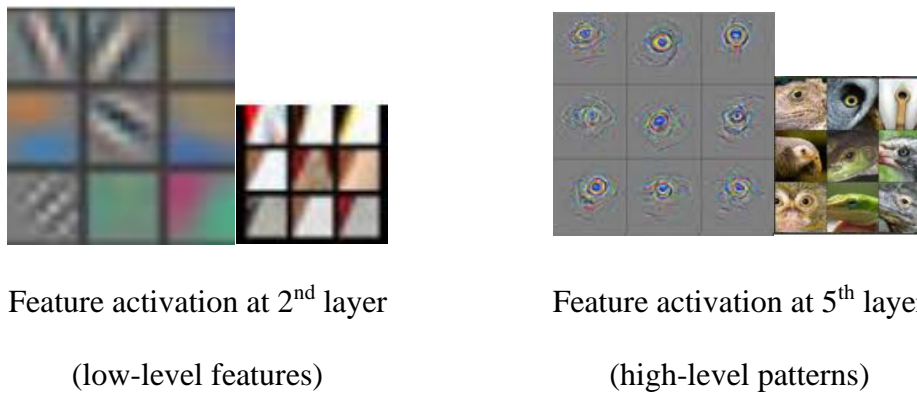 Feature activation at 2nd layer
(low-level features)
Feature activation at 5th laye
(high-level patterns)